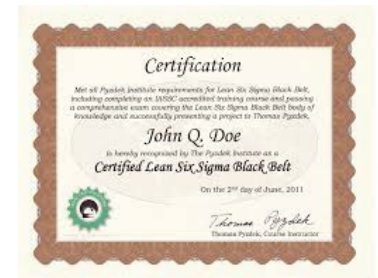 Certification
Met all Pyzdek Institute requirements for Lean Six Sigma Black Belt,
including completing an IASSC accredited training course and passing
a comprehensive exam covering the Lean Six Sigma Black Belt body of
knowledge and successfully presenting a project to Thomas Pyzdek,
John Q. Doe
is hereby recognized by The Pyzdek Institute as a
Certified Lean Six Sigma Black Belt
On the 2nd day of June, 2011
Thomas Pyzdek
Thomas Pyzdek, Course Instructor